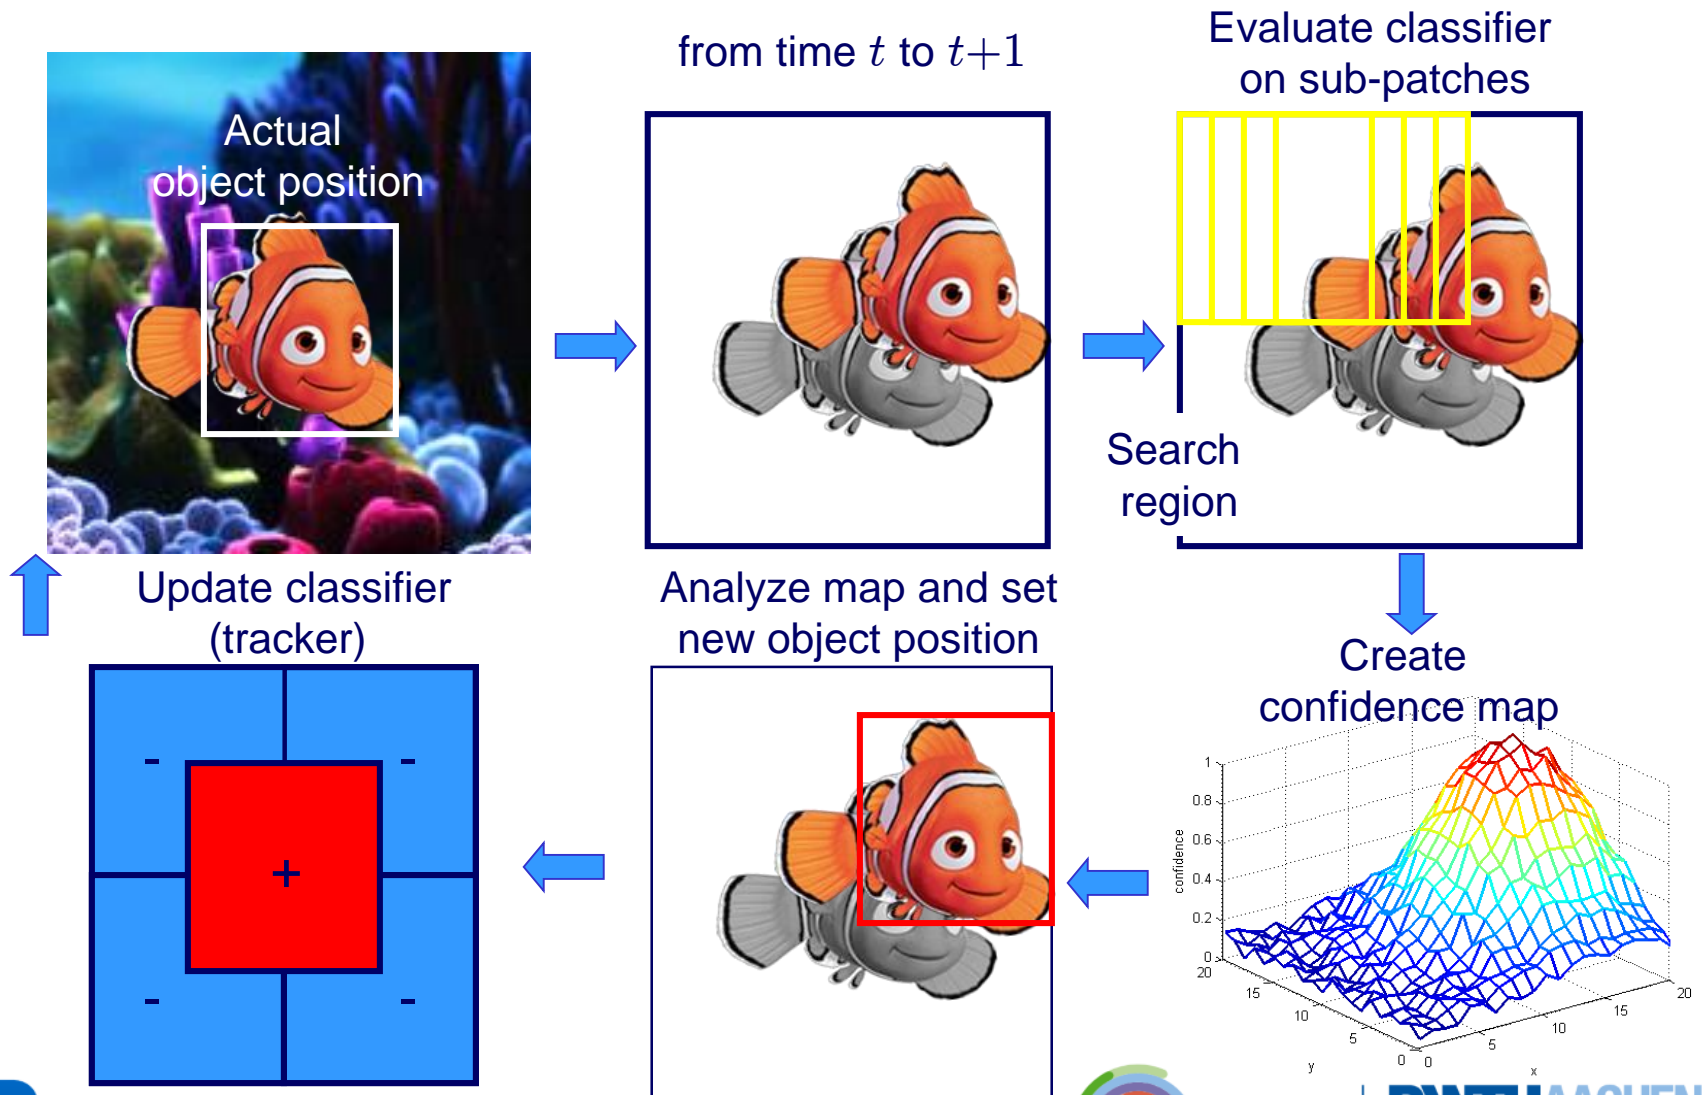 Actual
object position
from time t to t+1
Evaluate classifier
on sub-patches
Search
region
Update classifier
(tracker)
-
-
+
-
-
Analyze map and set
new object position
Create
confidence map
confidence
1
0.8
0.6
0.4
0.2
0
20
15
10
5
0
y
0
5
10
15
20
x